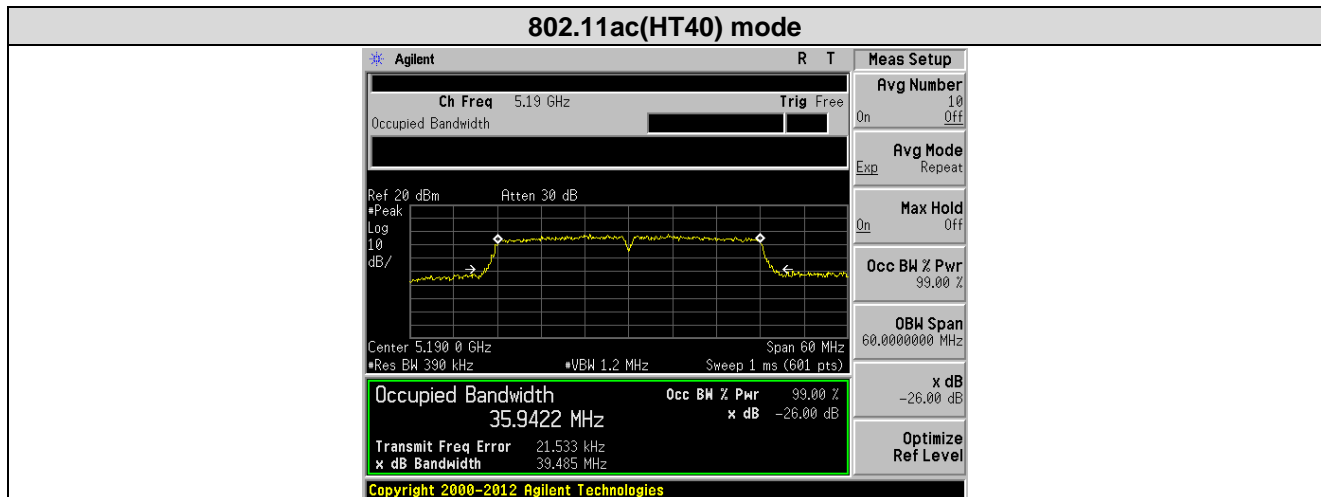 802.11ac(HT40) mode
Agilent R T
Meas Setup
Ch Freq 5.19 GHz Trig Free
Occupied Bandwidth
Avg Number
10
On Off
Avg Mode
Exp Repeat
Max Hold
On Off
Occ BW % Pwr
99.00 %
OBW Span
60.0000000 MHz
x dB
-26.00 dB
Optimize
Ref Level
Ref 20 dBm Atten 30 dB
#Peak
Log
10
dB/
Center 5.190 0 GHz Span 60 MHz
#Res BW 390 kHz #VBW 1.2 MHz Sweep 1 ms (601 pts)
Occupied Bandwidth
35.9422 MHz
Occ BW % Pwr 99.00 %
x dB -26.00 dB
Transmit Freq Error 21.533 kHz
x dB Bandwidth 39.485 MHz
Copyright 2000-2012 Agilent Technologies